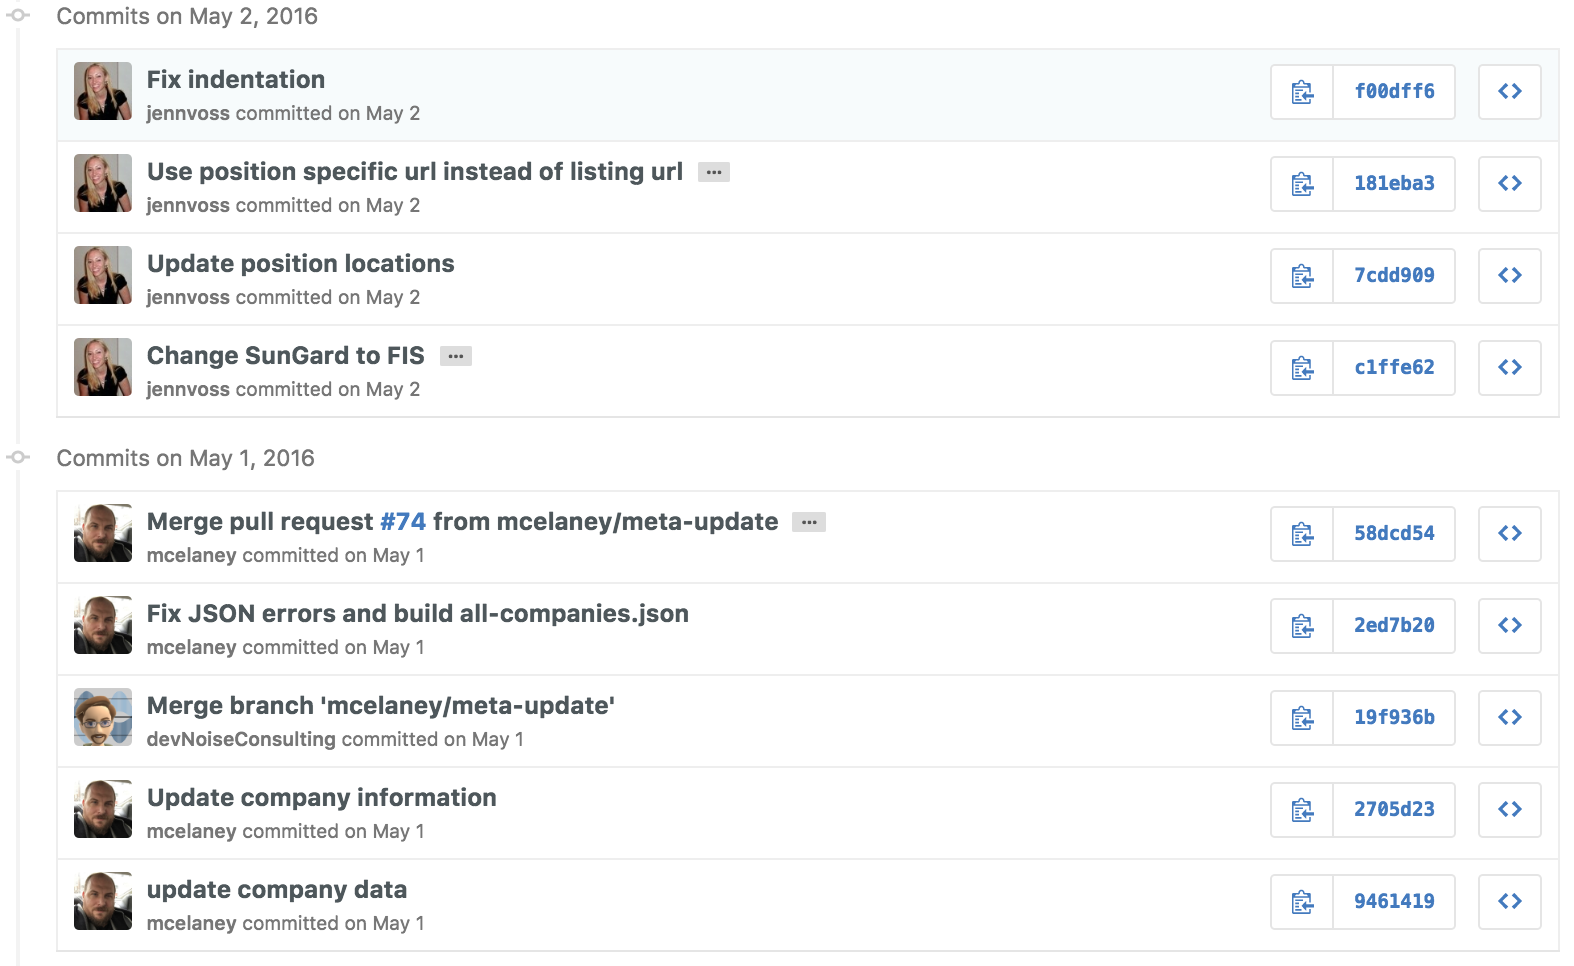 Commits on May 2, 2016
Fix indentation
jennvoss committed on May 2
f00dff6
Use position specific url instead of listing url ...
jennvoss committed on May 2
181eba3
Update position locations
jennvoss committed on May 2
7cdd909
Change SunGard to FIS ...
jennvoss committed on May 2
c1ffe62
Commits on May 1, 2016
Merge pull request #74 from mcelaney/meta-update ...
mcelaney committed on May 1
58dcd54
Fix JSON errors and build all-companies.json
mcelaney committed on May 1
2ed7b20
Merge branch 'mcelaney/meta-update'
devNoiseConsulting committed on May 1
19f936b
Update company information
mcelaney committed on May 1
2705d23
update company data
mcelaney committed on May 1
9461419